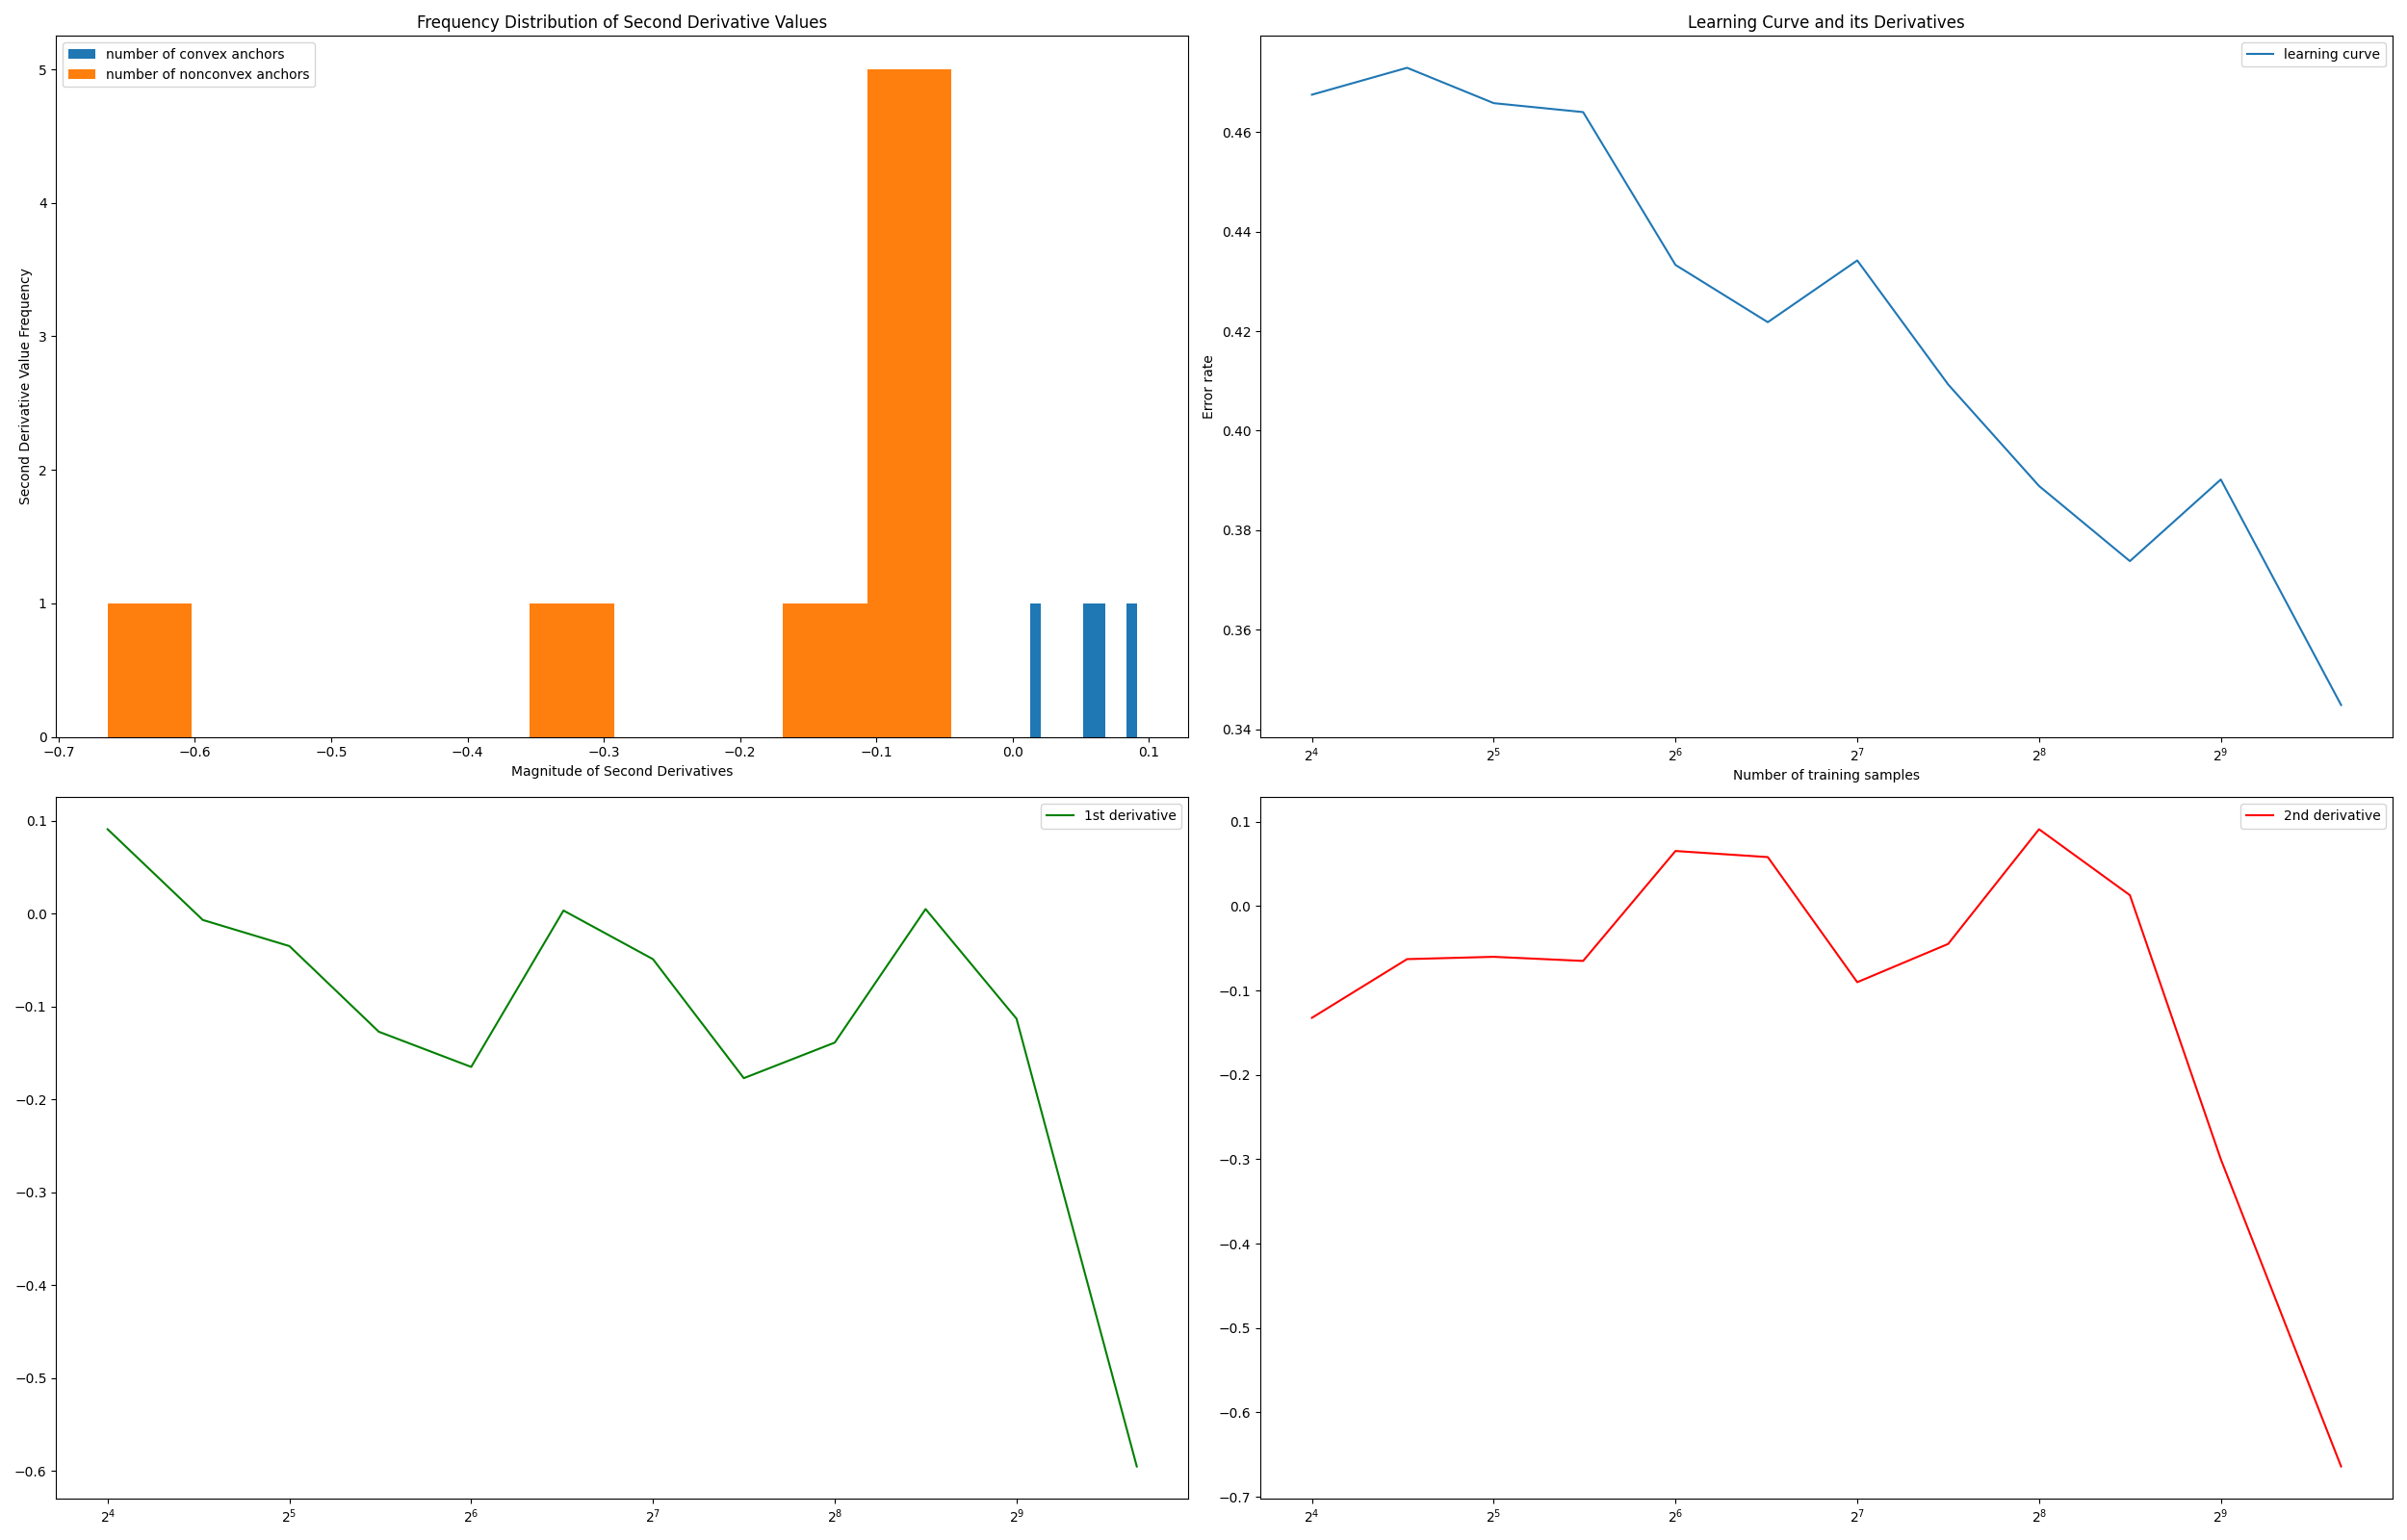 Frequency Distribution of Second Derivative Values
number of convex anchors
number of nonconvex anchors
Second Derivative Value Frequency
5
4
3
2
1
0
−0.7 −0.6 −0.5 −0.4 −0.3 −0.2 −0.1 0.0 0.1
Magnitude of Second Derivatives
Learning Curve and its Derivatives
learning curve
Error rate
0.46
0.44
0.42
0.40
0.38
0.36
0.34
2⁴ 2⁵ 2⁶ 2⁷ 2⁸ 2⁹
Number of training samples
1st derivative
0.1
0.0
−0.1
−0.2
−0.3
−0.4
−0.5
−0.6
2⁴ 2⁵ 2⁶ 2⁷ 2⁸ 2⁹
2nd derivative
0.1
0.0
−0.1
−0.2
−0.3
−0.4
−0.5
−0.6
−0.7
2⁴ 2⁵ 2⁶ 2⁷ 2⁸ 2⁹